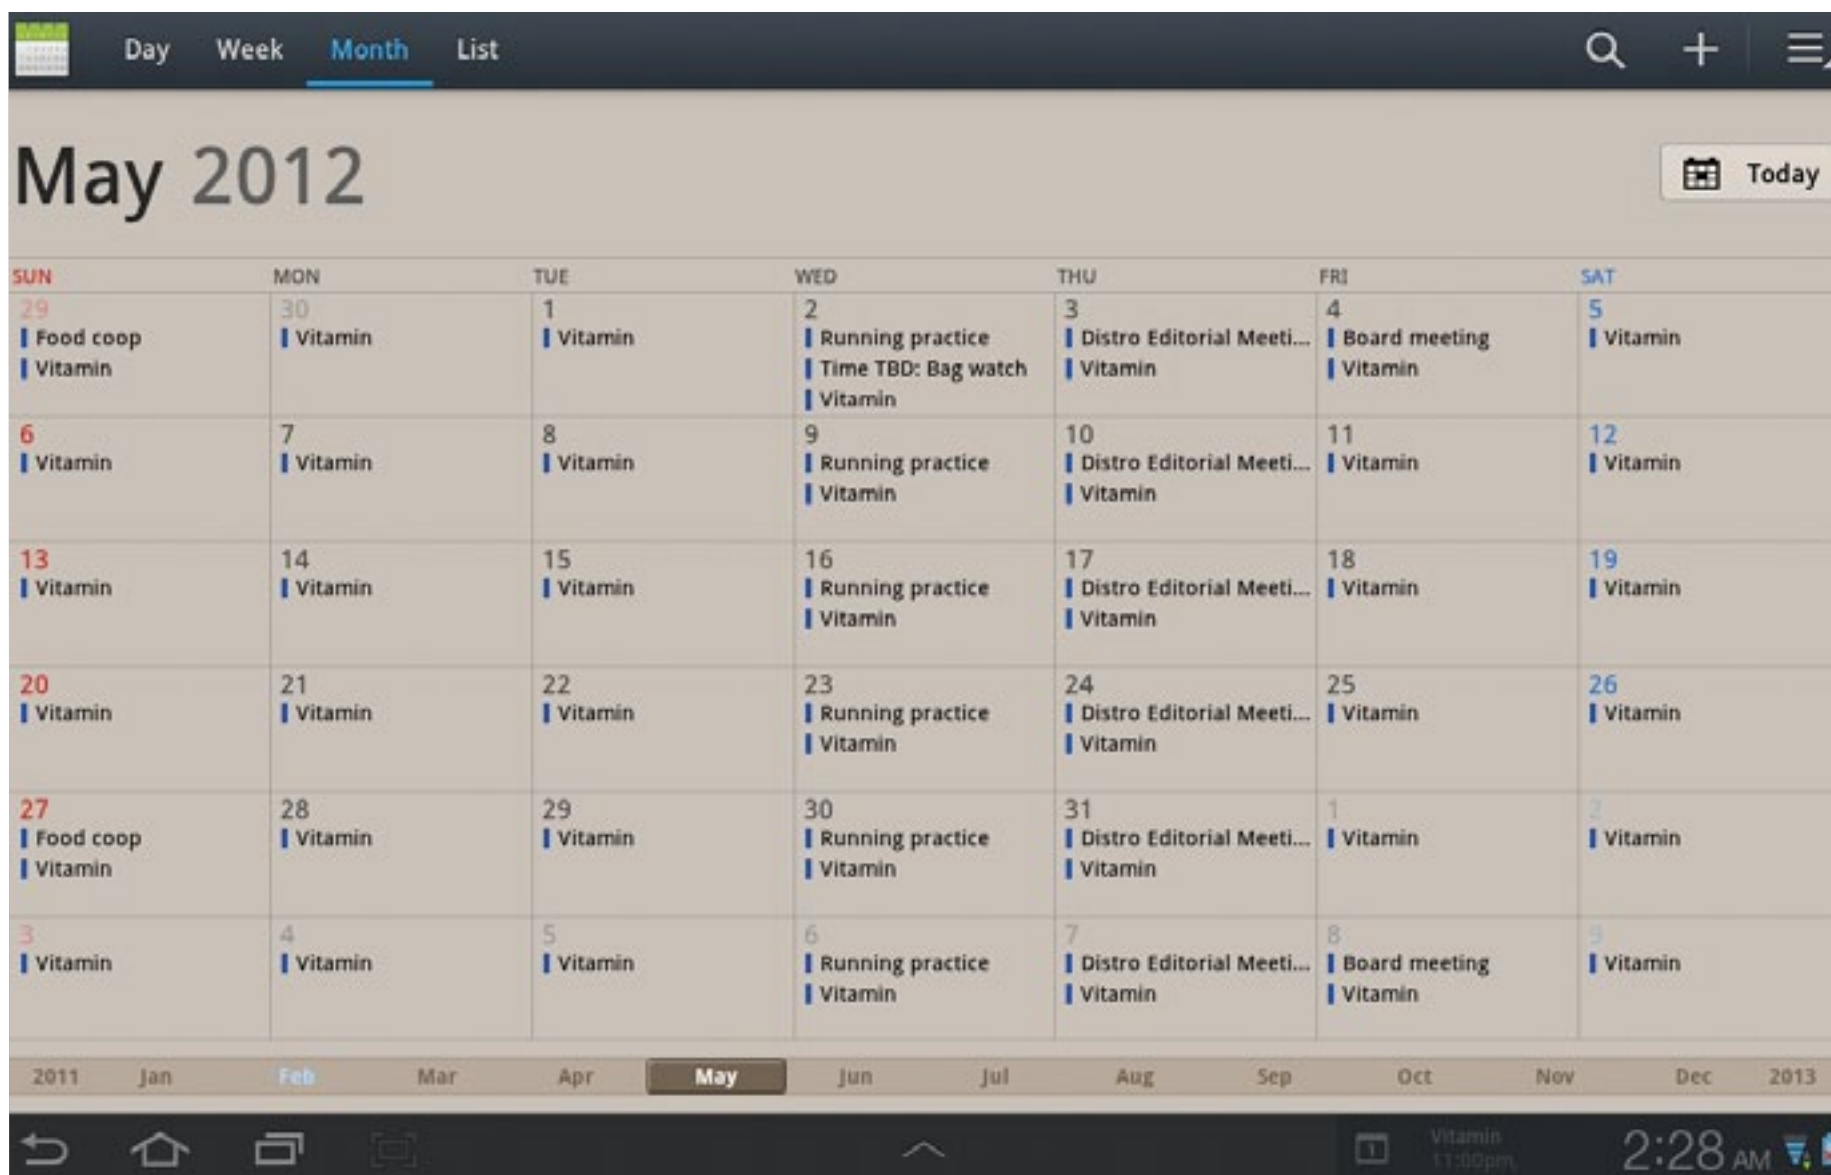 Day Week Month List
May 2012
Today
SUN MON TUE WED THU FRI SAT
29 30 1 2 3 4 5
Food coop Vitamin Vitamin Running practice Distro Editorial Meeti... Board meeting Vitamin
Vitamin Time TBD: Bag watch Vitamin Vitamin
Vitamin
6 7 8 9 10 11 12
Vitamin Vitamin Vitamin Running practice Distro Editorial Meeti... Vitamin Vitamin
Vitamin Vitamin
13 14 15 16 17 18 19
Vitamin Vitamin Vitamin Running practice Distro Editorial Meeti... Vitamin Vitamin
Vitamin Vitamin
20 21 22 23 24 25 26
Vitamin Vitamin Vitamin Running practice Distro Editorial Meeti... Vitamin Vitamin
Vitamin Vitamin
27 28 29 30 31 1 2
Food coop Vitamin Vitamin Running practice Distro Editorial Meeti... Vitamin Vitamin
Vitamin Vitamin Vitamin
3 4 5 6 7 8 9
Vitamin Vitamin Vitamin Running practice Distro Editorial Meeti... Board meeting Vitamin
Vitamin Vitamin Vitamin
2011 Jan Feb Mar Apr May Jun Jul Aug Sep Oct Nov Dec 2013
1 Vitamin 2:28 AM
11:00pm,